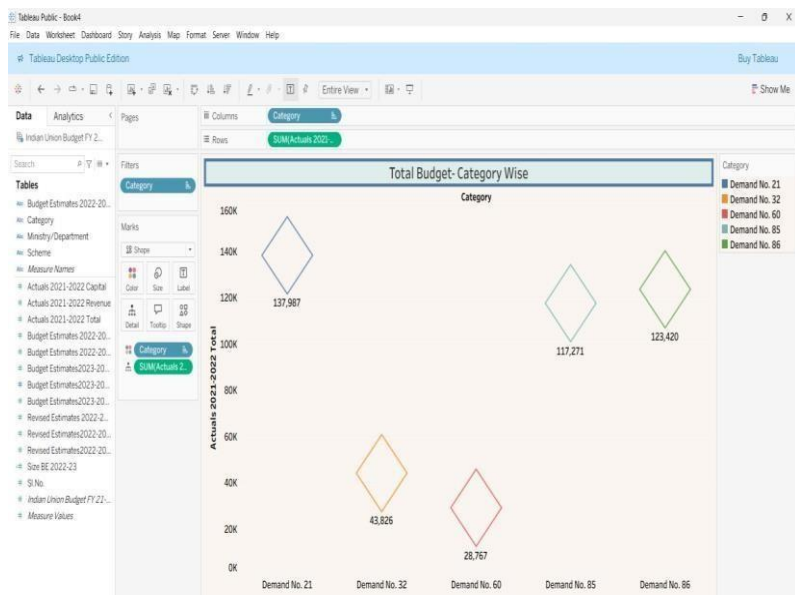 Tableau Public - Book4
File Data Worksheet Dashboard Story Analysis Map Format Server Window Help
Tableau Desktop Public Edition
Buy Tableau
Entire View
Show Me
Data Analytics
Indian Union Budget FY 2...
Search
Tables
Abc Budget Estimates 2022-20...
Abc Category
Abc Ministry/Department
Abc Scheme
Abc Measure Names
Actuals 2021-2022 Capital
Actuals 2021-2022 Revenue
Actuals 2021-2022 Total
Budget Estimates 2022-20...
Budget Estimates 2022-20...
Budget Estimates2023-20...
Budget Estimates2023-20...
Budget Estimates2023-20...
Revised Estimates 2022-2...
Revised Estimates2022-20...
Revised Estimates2022-20...
Size BE 2022-23
Sl.No.
Indian Union Budget FY 21-...
Measure Values
Pages
Filters
Category
Marks
Shape
Color Size Label
Detail Tooltip Shape
Category
SUM(Actuals 2...
Columns
Category
Rows
SUM(Actuals 2021-...
Total Budget- Category Wise
Category
Actuals 2021-2022 Total
160K
140K
120K
100K
80K
60K
40K
20K
0K
137,987
43,826
28,767
117,271
123,420
Demand No. 21 Demand No. 32 Demand No. 60 Demand No. 85 Demand No. 86
Category
Demand No. 21
Demand No. 32
Demand No. 60
Demand No. 85
Demand No. 86